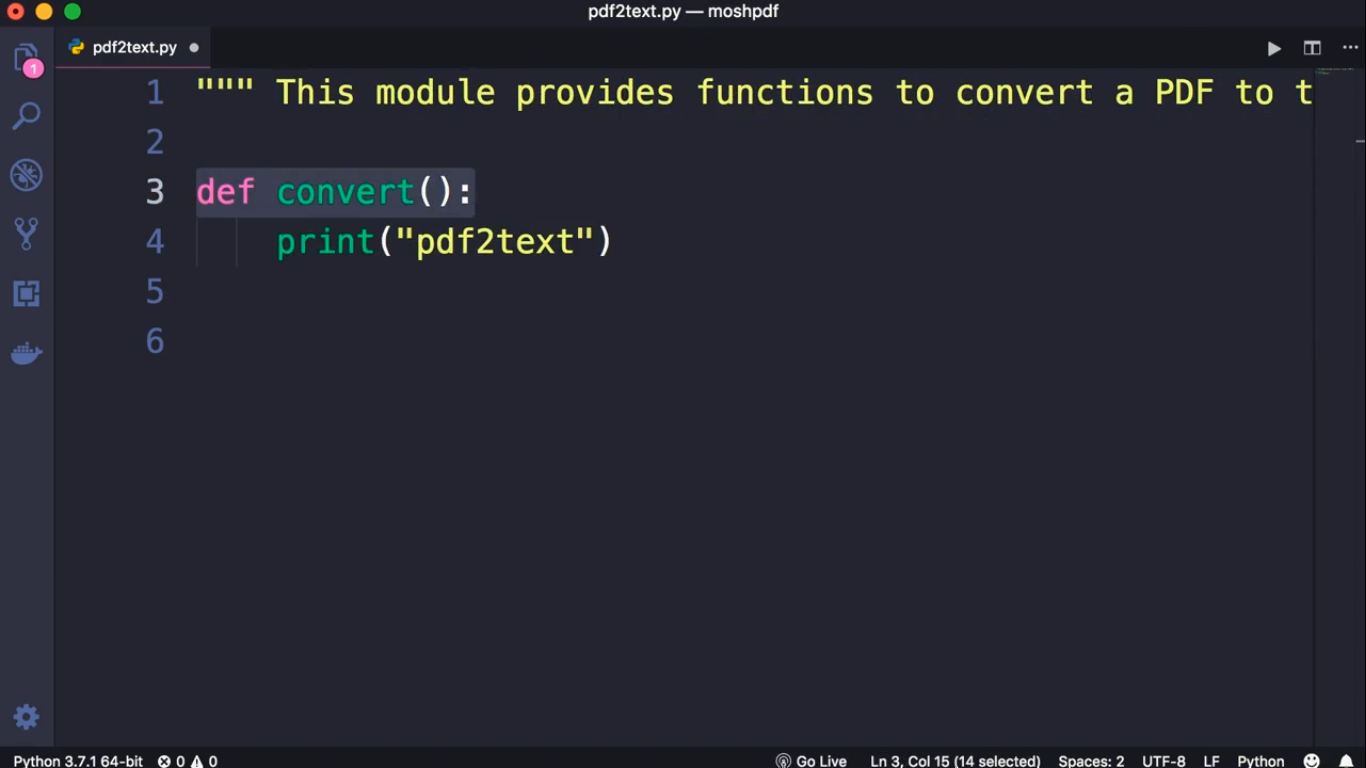 pdf2text.py — moshpdf
pdf2text.py
1
1 """ This module provides functions to convert a PDF to t
2
3 def convert():
4 print("pdf2text")
5
6
Python 3.7.1 64-bit 0 0 Go Live Ln 3, Col 15 (14 selected) Spaces: 2 UTF-8 LF Python